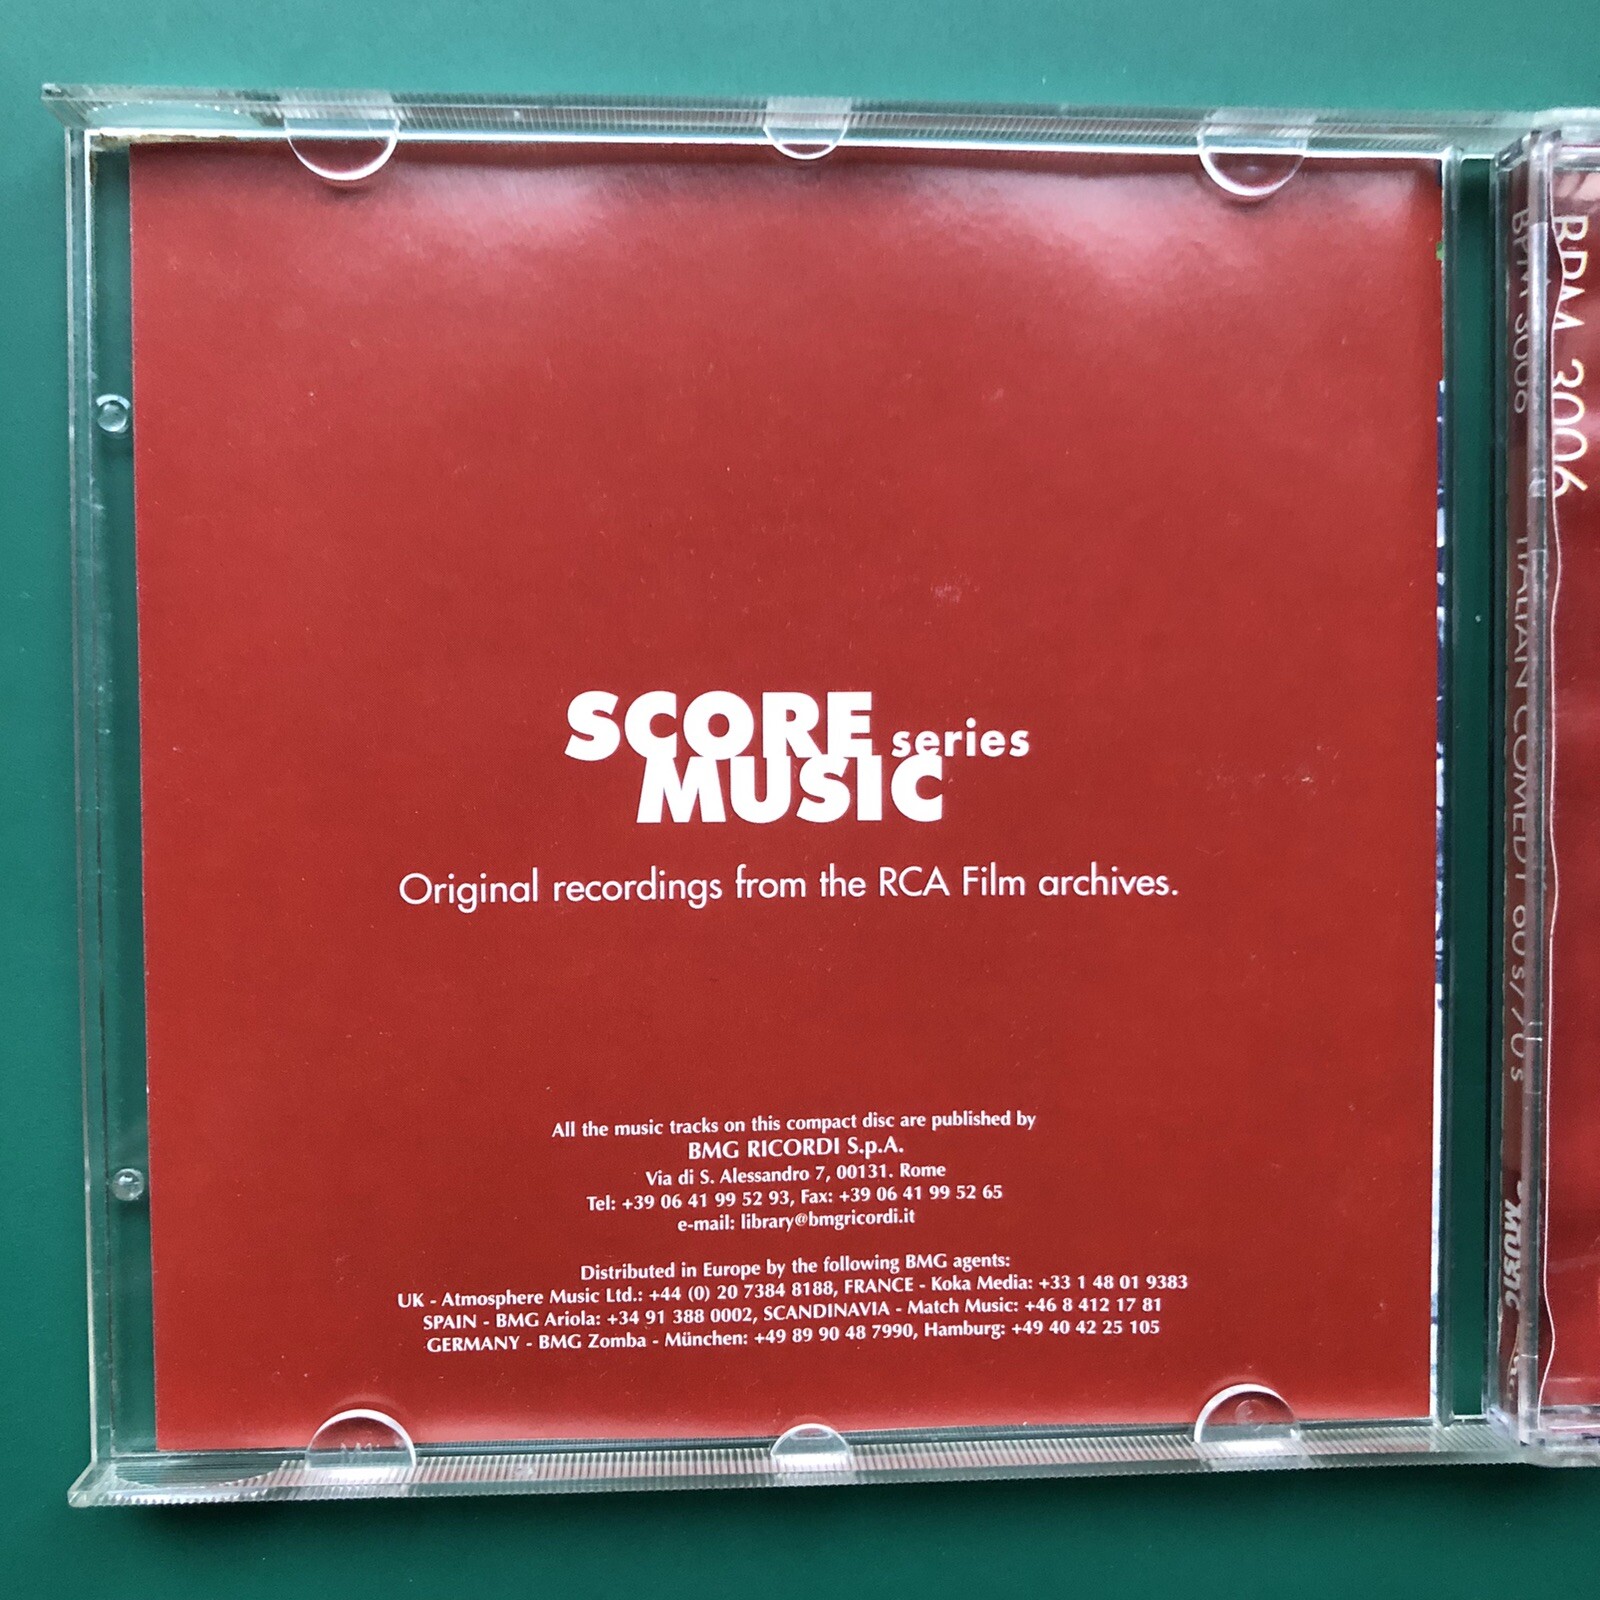 SCORE series
MUSIC
Original recordings from the RCA Film archives.
All the music tracks on this compact disc are published by
BMG RICORDI S.p.A.
Via di S. Alessandro 7, 00131. Rome
Tel: +39 06 41 99 52 93, Fax: +39 06 41 99 52 65
e-mail: library@bmgricordi.it
Distributed in Europe by the following BMG agents:
UK - Atmosphere Music Ltd.: +44 (0) 20 7384 8188, FRANCE - Koka Media: +33 1 48 01 9383
SPAIN - BMG Ariola: +34 91 388 0002, SCANDINAVIA - Match Music: +46 8 412 17 81
GERMANY - BMG Zomba - München: +49 89 90 48 7990, Hamburg: +49 40 42 25 105
BPM 3006 ITALIAN COMEDY 60's/70's
MUSIC
BPM 3006